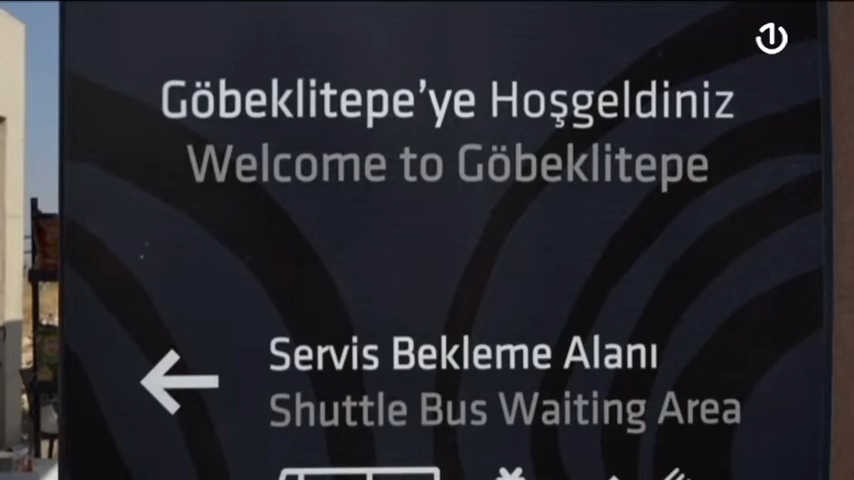 Göbeklitepe'ye Hoşgeldiniz
Welcome to Göbeklitepe
Servis Bekleme Alanı
Shuttle Bus Waiting Area